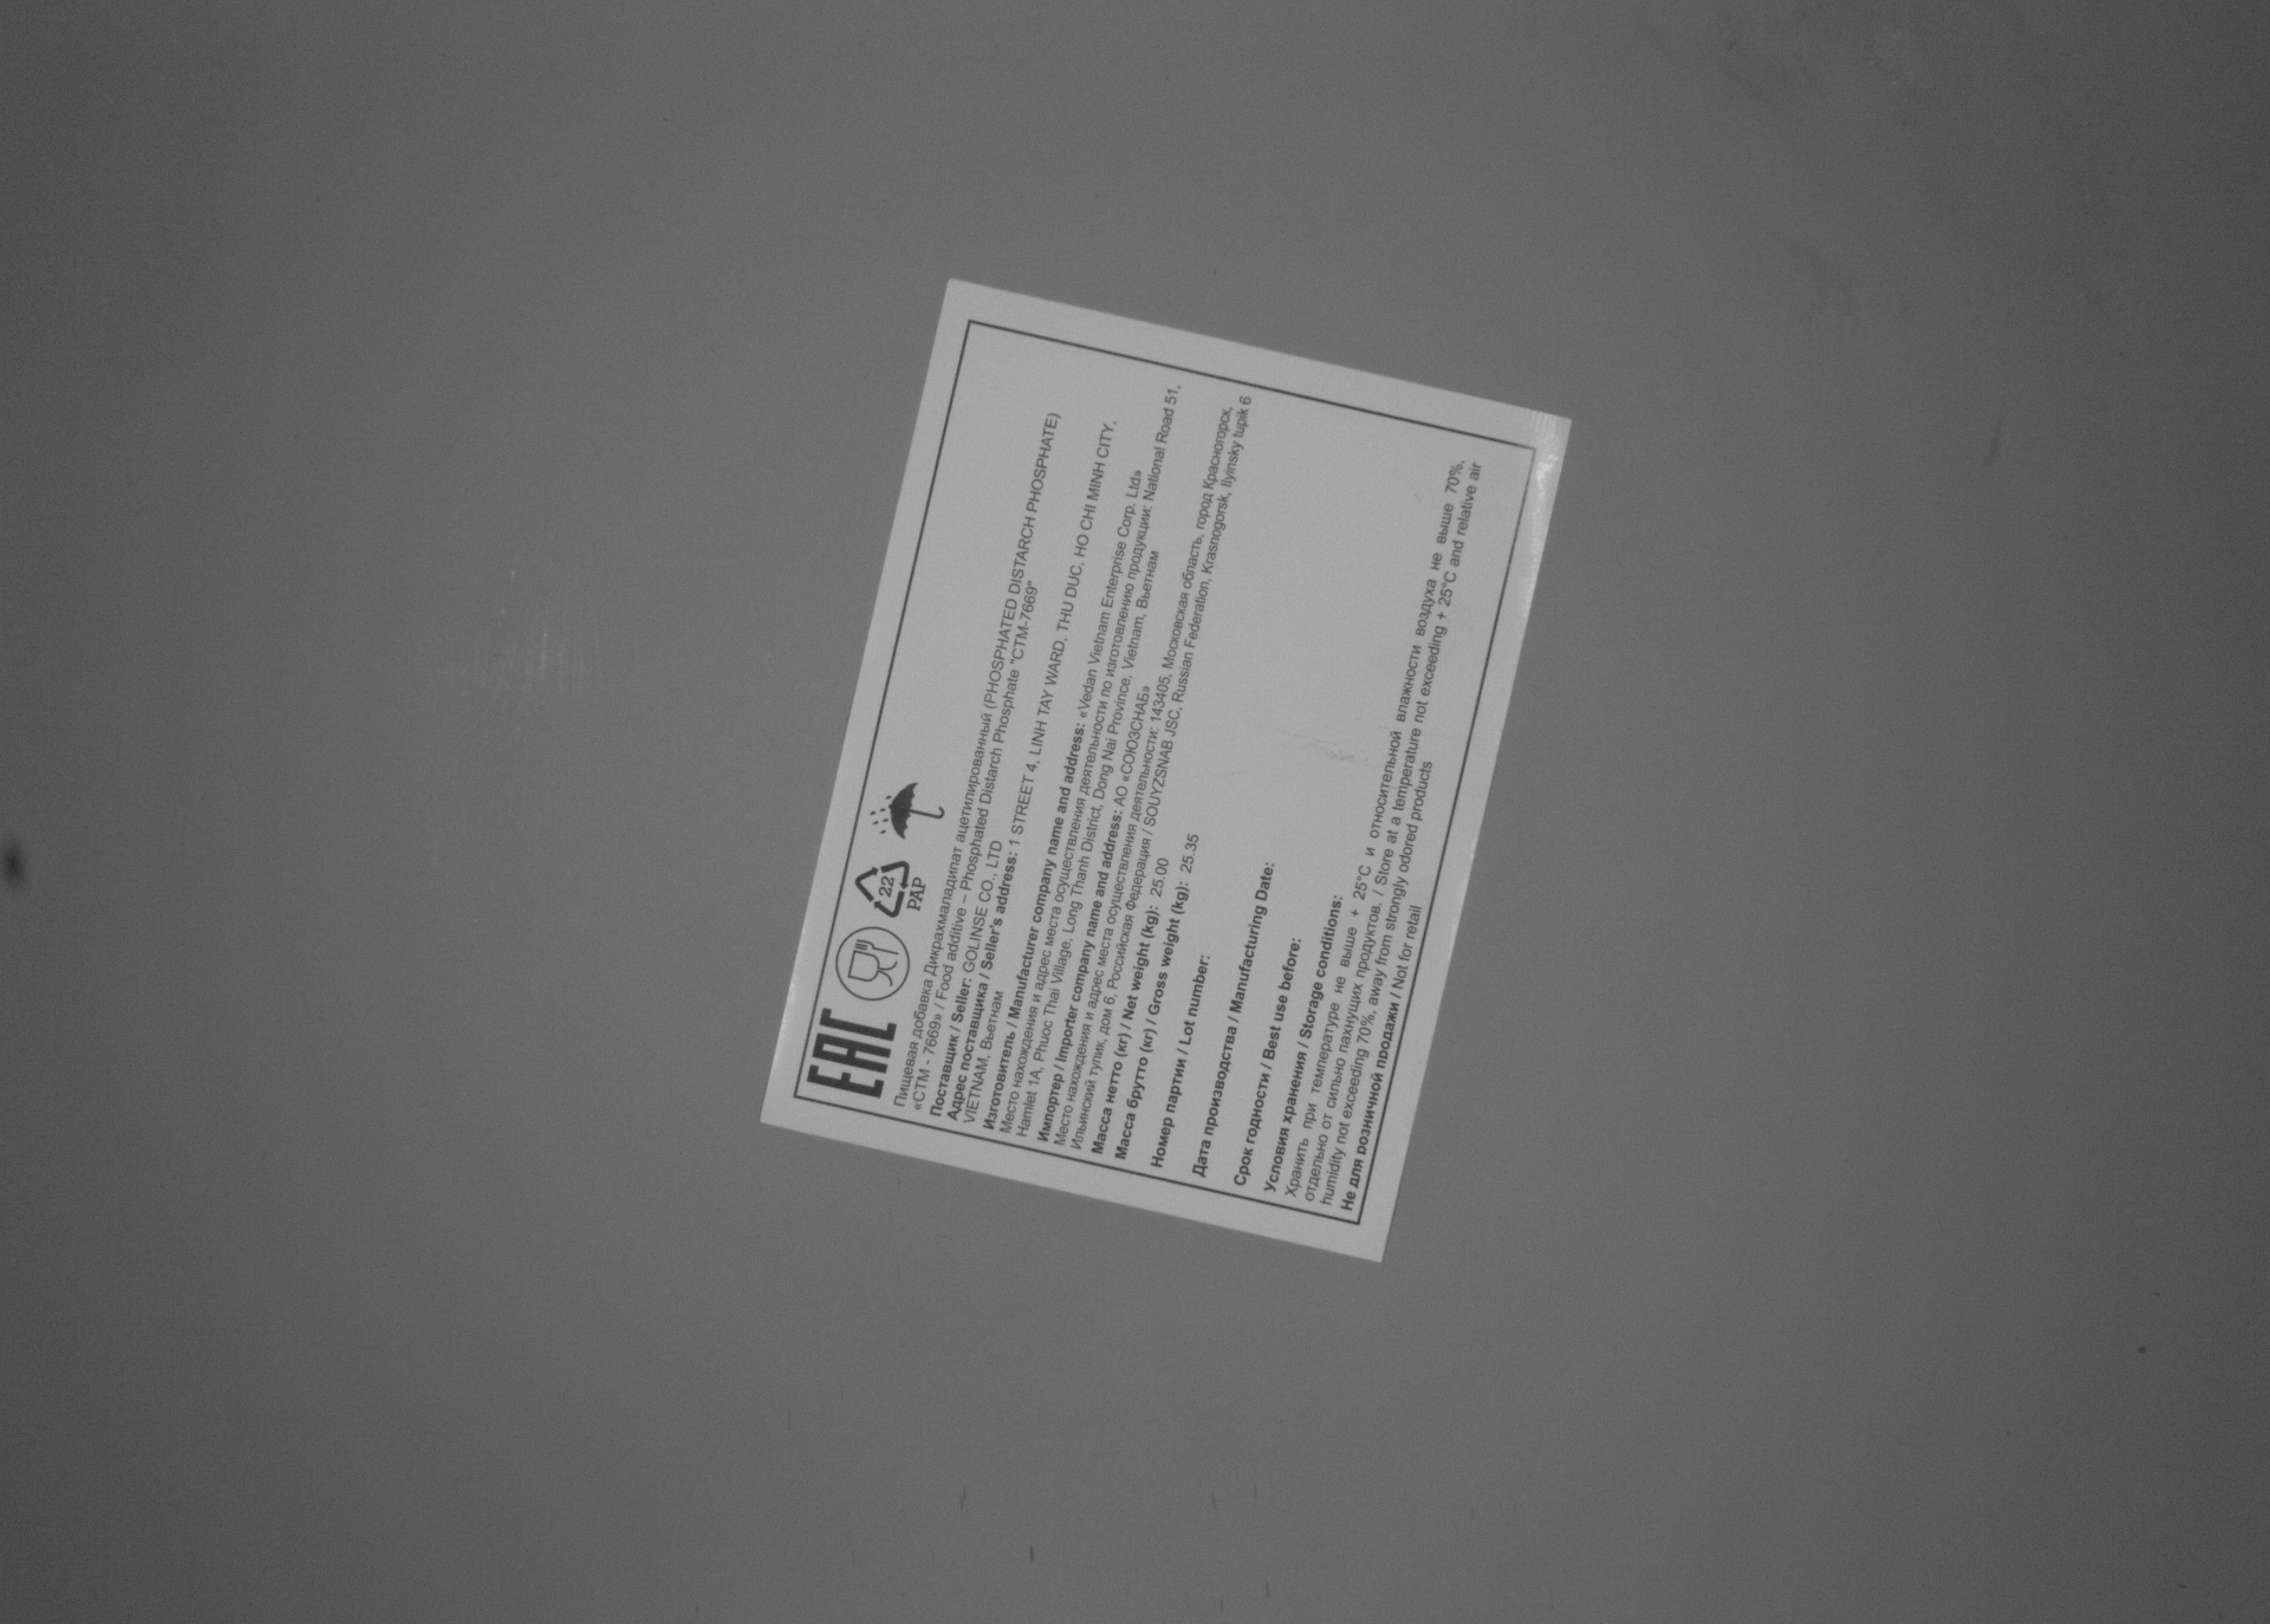 EAC
22
PAP
Пищевая добавка Дикрахмаладипат ацетилированный (PHOSPHATED DISTARCH PHOSPHATE)
«СТМ - 7669» / Food additive – Phosphated Distarch Phosphate "CTM-7669"
Поставщик / Seller: GOLINSE CO., LTD
Адрес поставщика / Seller's address: 1 STREET 4, LINH TAY WARD, THU DUC, HO CHI MINH CITY,
VIETNAM, Вьетнам
Изготовитель / Manufacturer company name and address: «Vedan Vietnam Enterprise Corp. Ltd»
Место нахождения и адрес места осуществления деятельности по изготовлению продукции: National Road 51,
Hamlet 1A, Phuoc Thai Village, Long Thanh District, Dong Nai Province, Vietnam, Вьетнам
Импортер / Importer company name and address: АО «СОЮЗСНАБ»
Место нахождения и адрес места осуществления деятельности: 143405, Московская область, город Красногорск,
Ильинский тупик, дом 6, Российская Федерация / SOUYZSNAB JSC, Russian Federation, Krasnogorsk, Ilyinsky tupik 6
Масса нетто (кг) / Net weight (kg): 25.00
Масса брутто (кг) / Gross weight (kg): 25.35
Номер партии / Lot number:
Дата производства / Manufacturing Date:
Срок годности / Best use before:
Условия хранения / Storage conditions:
Хранить при температуре не выше + 25°С и относительной влажности воздуха не выше 70%,
отдельно от сильно пахнущих продуктов. / Store at a temperature not exceeding + 25°C and relative air
humidity not exceeding 70%, away from strongly odored products
Не для розничной продажи / Not for retail